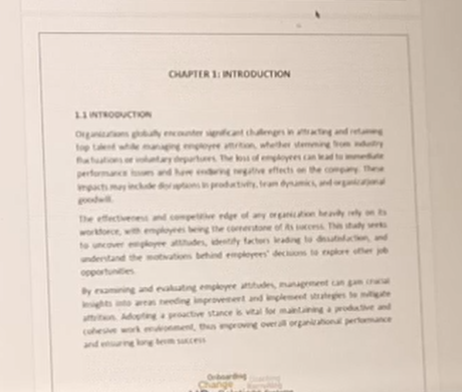 CHAPTER 1: INTRODUCTION
1.1 INTRODUCTION
Organizations globally encounter significant challenges in attracting and retaining
top talent while managing employee attrition, whether stemming from industry
fluctuations or voluntary departures. The loss of employees can lead to immediate
performance issues and have enduring negative effects on the company. These
impacts may include disruptions in productivity, team dynamics, and organizational
goodwill.
The effectiveness and competitive edge of any organization heavily rely on its
workforce, with employees being the cornerstone of its success. This study seeks
to uncover employee attitudes, identify factors leading to dissatisfaction, and
understand the motivations behind employees' decisions to explore other job
opportunities.
By examining and evaluating employee attitudes, management can gain crucial
insights into areas needing improvement and implement strategies to mitigate
attrition. Adopting a proactive stance is vital for maintaining a productive and
cohesive work environment, thus improving overall organizational performance
and ensuring long-term success
Onboarding Coaching
Change Recruiting